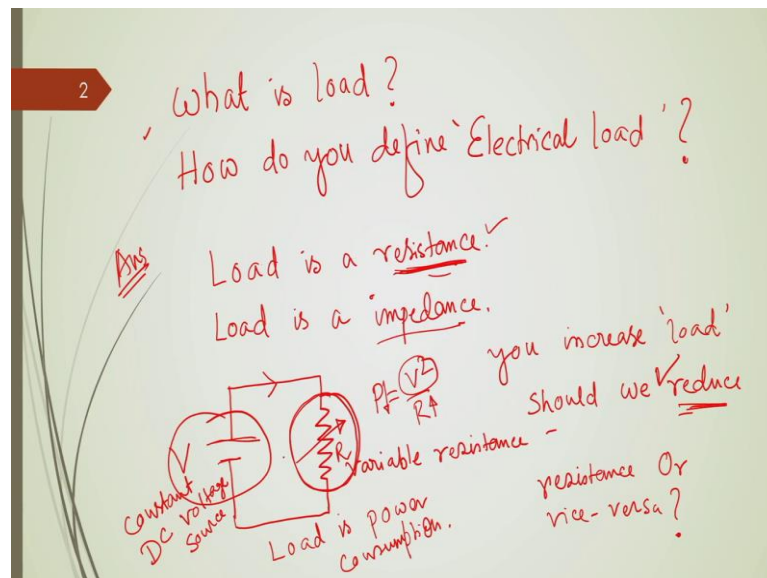 2
What is load?
How do you define 'Electrical load'?
Ans
Load is a resistance.
Load is a impedance.
you increase 'load'
should we reduce
resistance Or
vice-versa?
P↓=V²/R↑
V
R
Variable resistance -
Constant
DC voltage
Source.
Load is power
consumption.